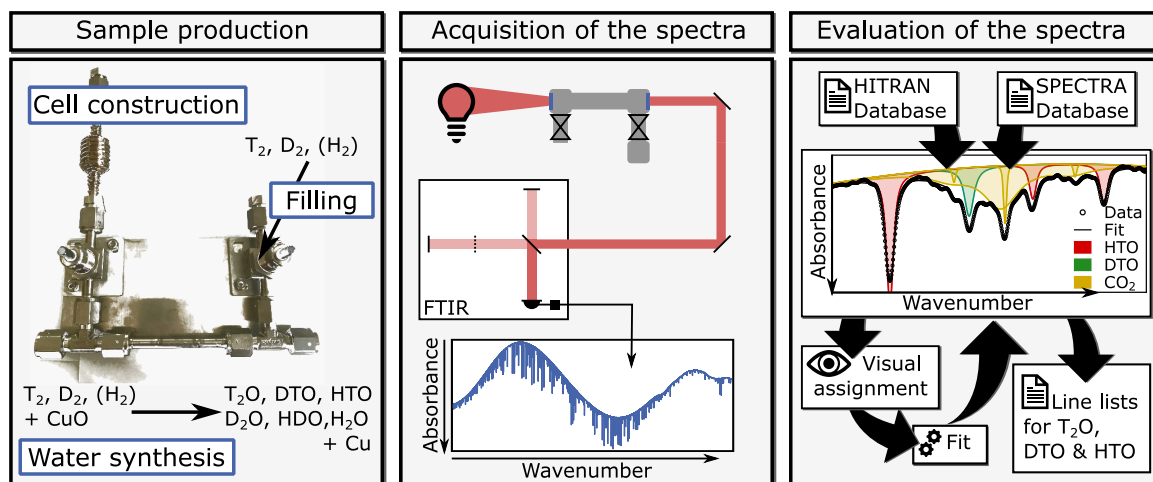 Sample production
Cell construction
T₂, D₂, (H₂)
Filling
T₂, D₂, (H₂)
+ CuO
T₂O, DTO, HTO
D₂O, HDO,H₂O
+ Cu
Water synthesis
Acquisition of the spectra
FTIR
Absorbance
Wavenumber
Evaluation of the spectra
HITRAN
Database
SPECTRA
Database
Absorbance
Data
Fit
HTO
DTO
CO₂
Wavenumber
Visual
assignment
Fit
Line lists
for T₂O,
DTO & HTO